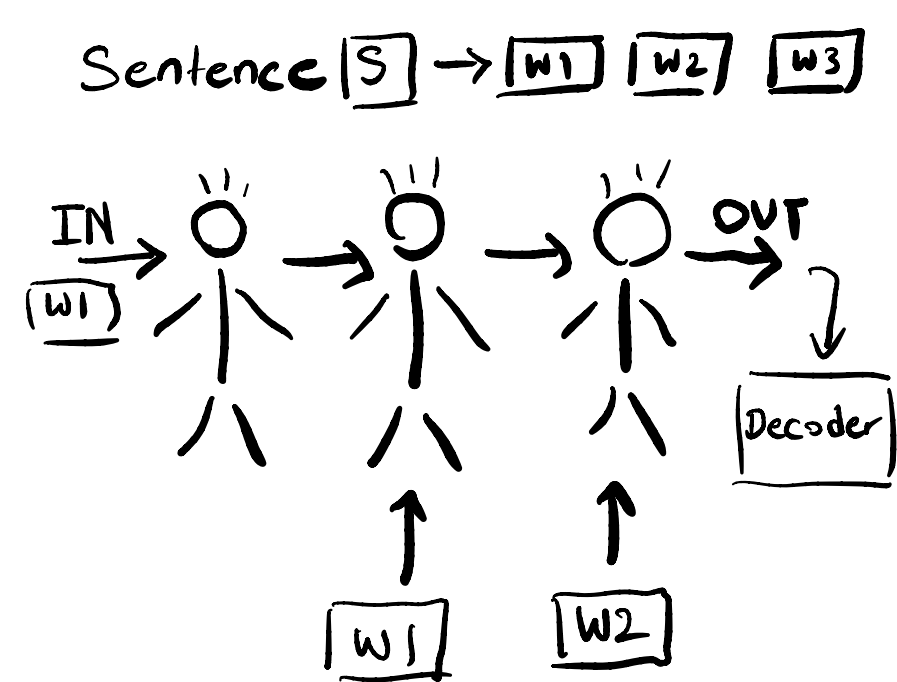 Sentence S → W1 W2 W3
IN OUT
W1
Decoder
W1 W2